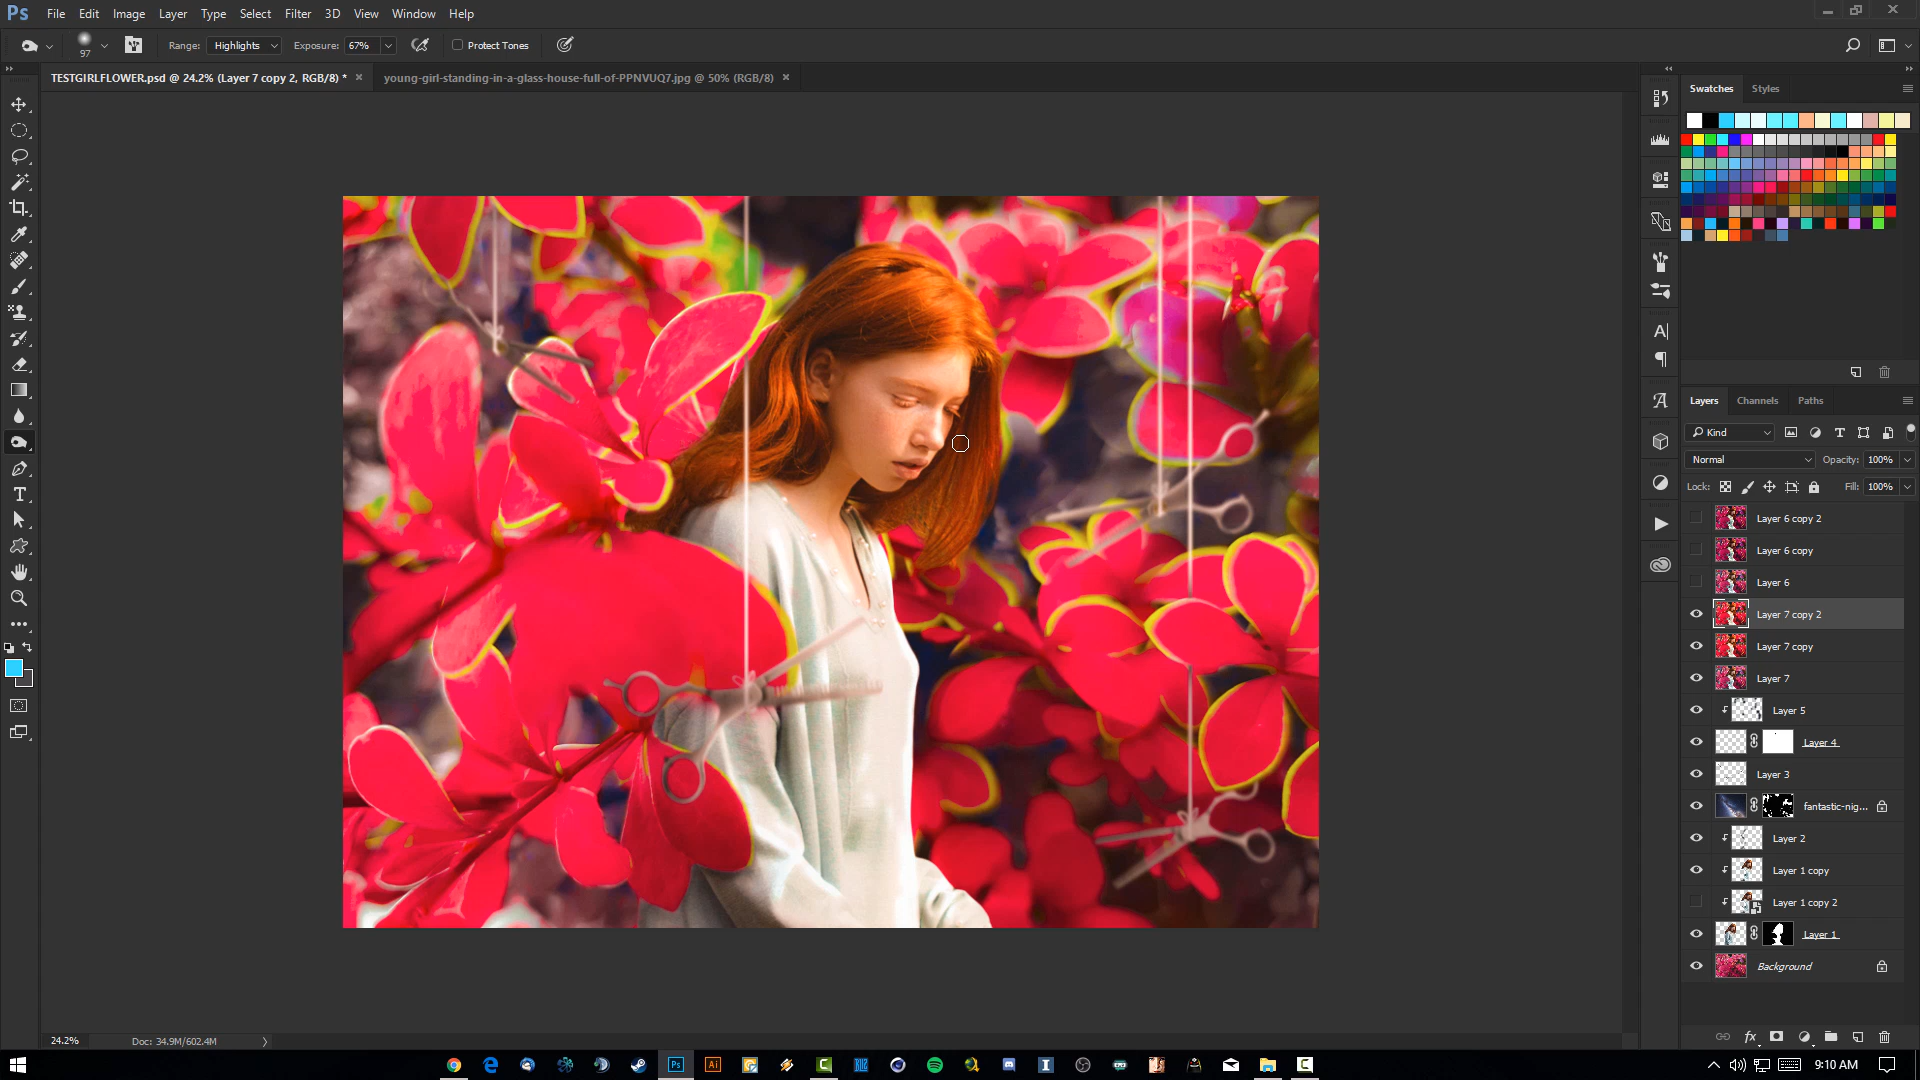 Ps File Edit Image Layer Type Select Filter 3D View Window Help
97 Range: Highlights Exposure: 67% Protect Tones
TESTGIRLFLOWER.psd @ 24.2% (Layer 7 copy 2, RGB/8) * × young-girl-standing-in-a-glass-house-full-of-PPNVUQ7.jpg @ 50% (RGB/8) ×
Swatches Styles
Layers Channels Paths
Kind
Normal Opacity: 100%
Lock: Fill: 100%
Layer 6 copy 2
Layer 6 copy
Layer 6
Layer 7 copy 2
Layer 7 copy
Layer 7
Layer 5
Layer 4
Layer 3
fantastic-nig...
Layer 2
Layer 1 copy
Layer 1 copy 2
Layer 1
Background
fx
24.2% Doc: 34.9M/602.4M
Ps Ai 9:10 AM